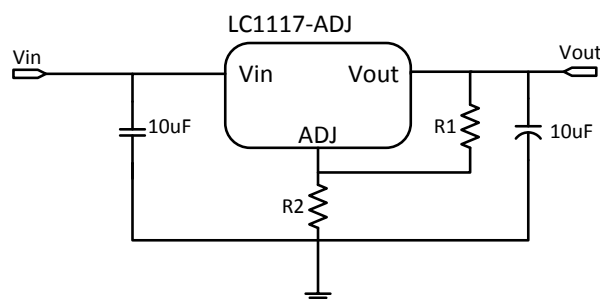 LC1117-ADJ
Vin
Vout
Vin
Vout
10uF
ADJ
R1
10uF
R2